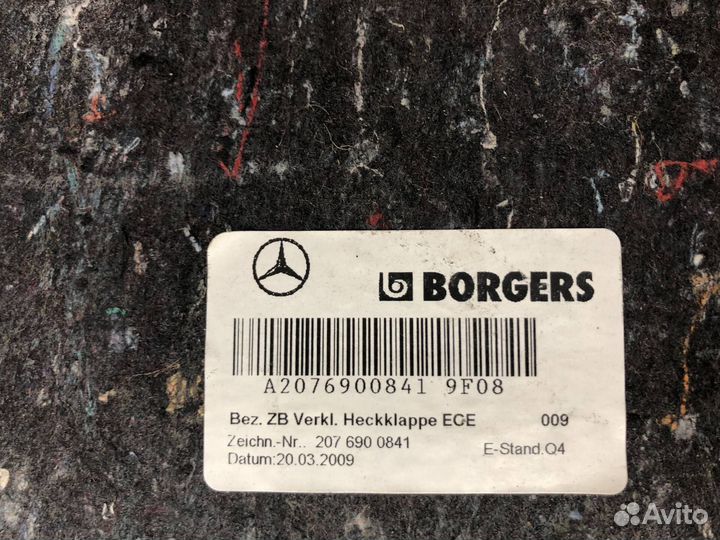 BORGERS
A2076900841 9F08
Bez. ZB Verkl. Heckklappe ECE 009
Zeichn.-Nr.. 207 690 0841 E-Stand.Q4
Datum:20.03.2009
Avito